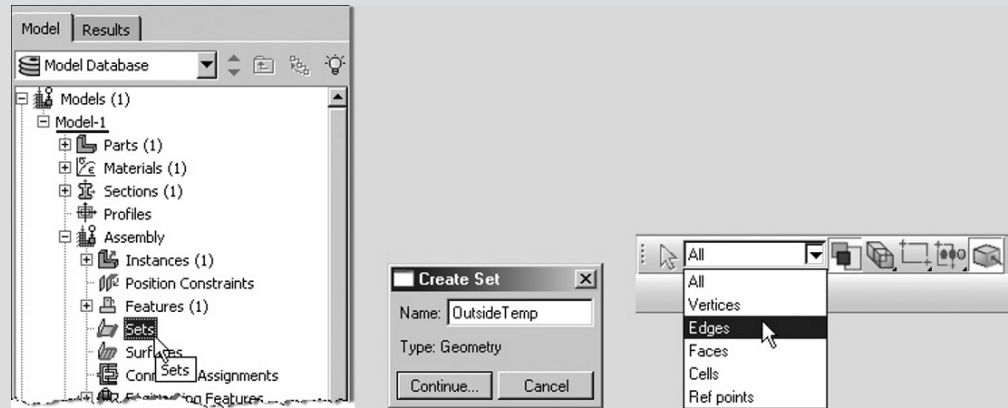 Model
Results
Model Database
Models (1)
Model-1
Parts (1)
Materials (1)
Sections (1)
Profiles
Assembly
Instances (1)
Position Constraints
Features (1)
Sets
Surfaces
Sets
Assignments
Features
Create Set
Name: OutsideTemp
Type: Geometry
Continue...
Cancel
All
All
Vertices
Edges
Faces
Cells
Ref points